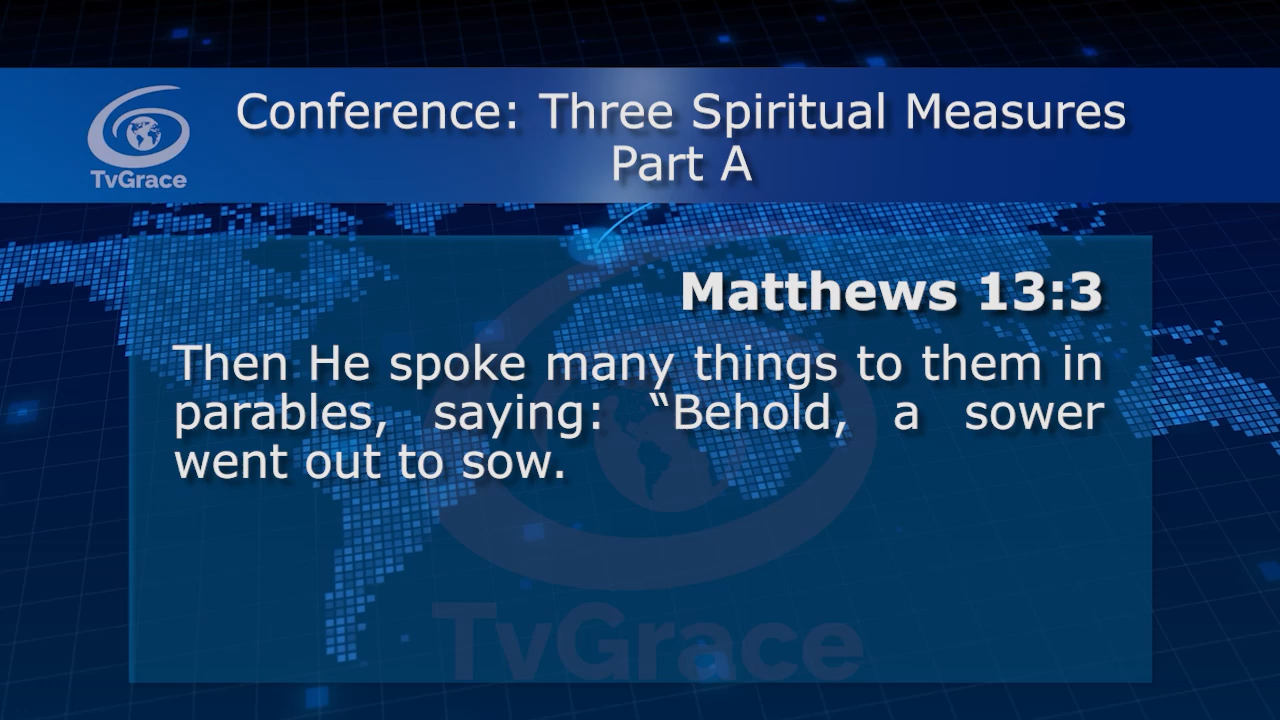 Conference: Three Spiritual Measures
Part A
TvGrace
Matthews 13:3
Then He spoke many things to them in
parables, saying: “Behold, a sower
went out to sow.
TvGrace